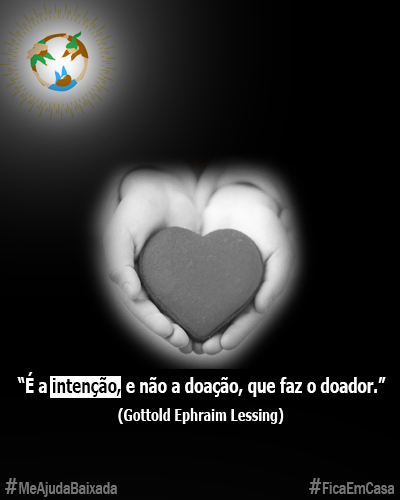 “É a intenção, e não a doação, que faz o doador.”
(Gottold Ephraim Lessing)
#MeAjudaBaixada #FicaEmCasa